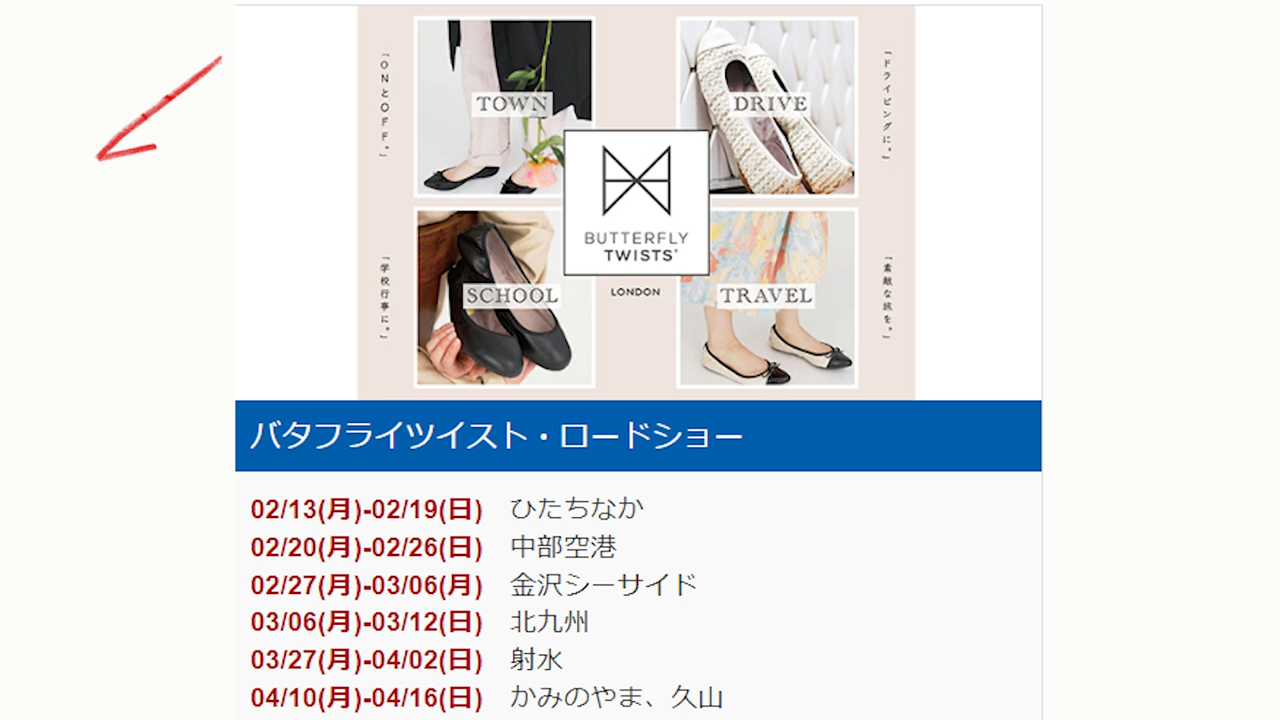 「ONとOFF。」
TOWN
DRIVE
「ドライビングに。」
BUTTERFLY
TWISTS®
LONDON
「学校行事に。」
SCHOOL
TRAVEL
「素敵な旅を。」
バタフライツイスト・ロードショー
02/13(月)-02/19(日) ひたちなか
02/20(月)-02/26(日) 中部空港
02/27(月)-03/06(月) 金沢シーサイド
03/06(月)-03/12(日) 北九州
03/27(月)-04/02(日) 射水
04/10(月)-04/16(日) かみのやま、久山